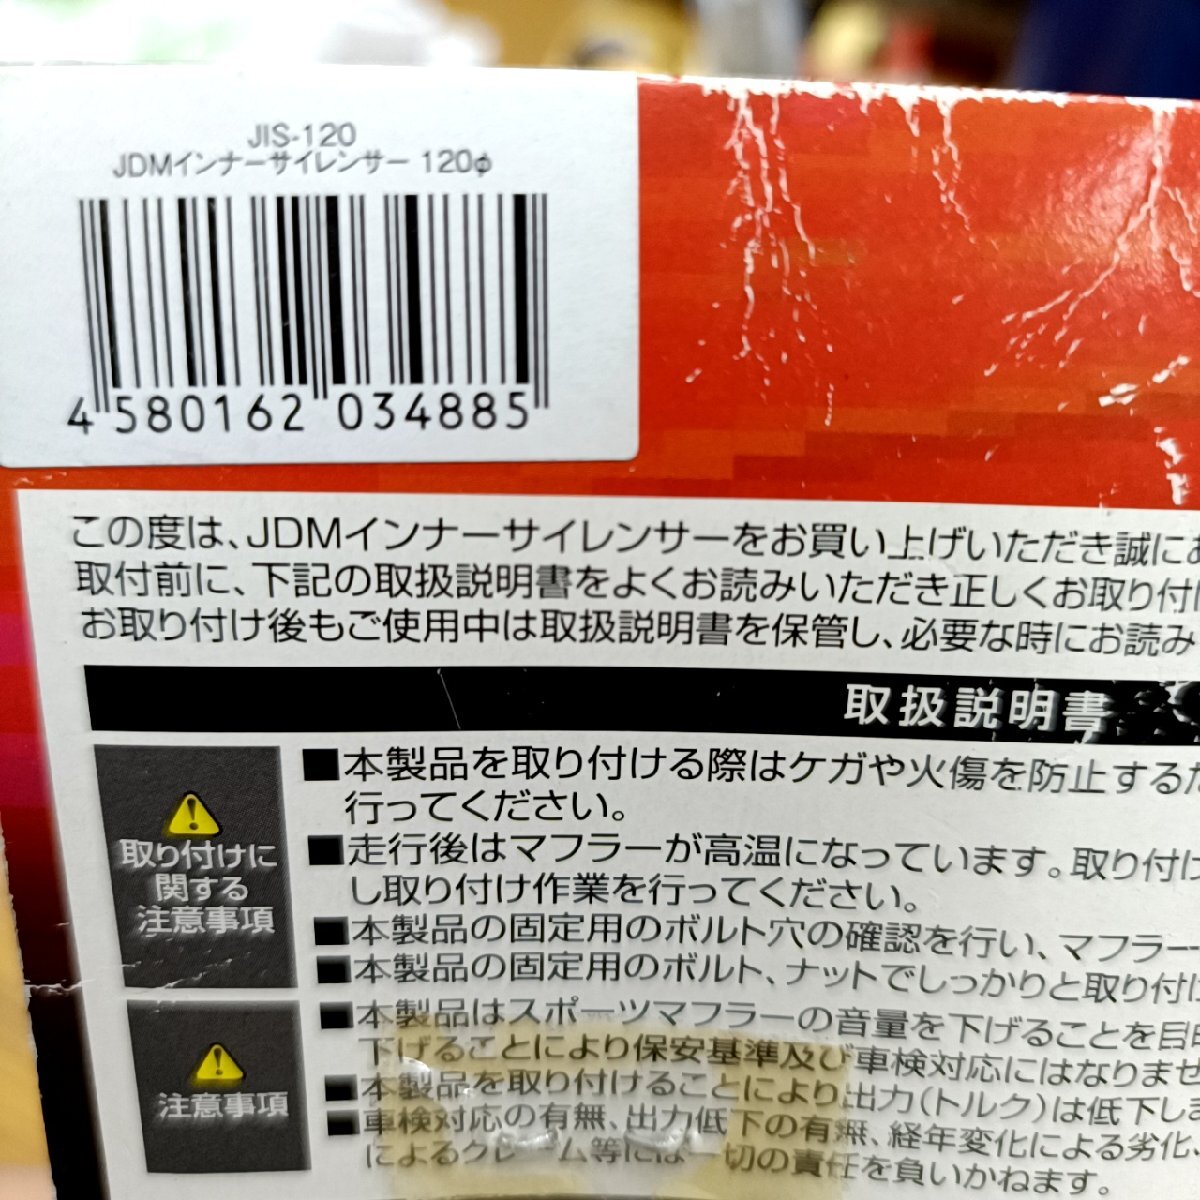 JIS-120
JDMインナーサイレンサー 120φ
4 580162 034885
この度は、JDMインナーサイレンサーをお買い上げいただき誠にあ
取付前に、下記の取扱説明書をよくお読みいただき正しくお取り付け
お取り付け後もご使用中は取扱説明書を保管し、必要な時にお読み
取扱説明書
取り付けに
関する
注意事項
■本製品を取り付ける際はケガや火傷を防止するた
行ってください。
■走行後はマフラーが高温になっています。取り付け
し取り付け作業を行ってください。
■本製品の固定用のボルト穴の確認を行い、マフラー
■本製品の固定用のボルト、ナットでしっかりと取り付け
注意事項
■本製品はスポーツマフラーの音量を下げることを目的
下げることにより保安基準及び車検対応にはなりませ
■本製品を取り付けることにより出力(トルク)は低下しま
■車検対応の有無、出力低下の有無、経年変化による劣化、
によるクレーム等には一切の責任を負いかねます。